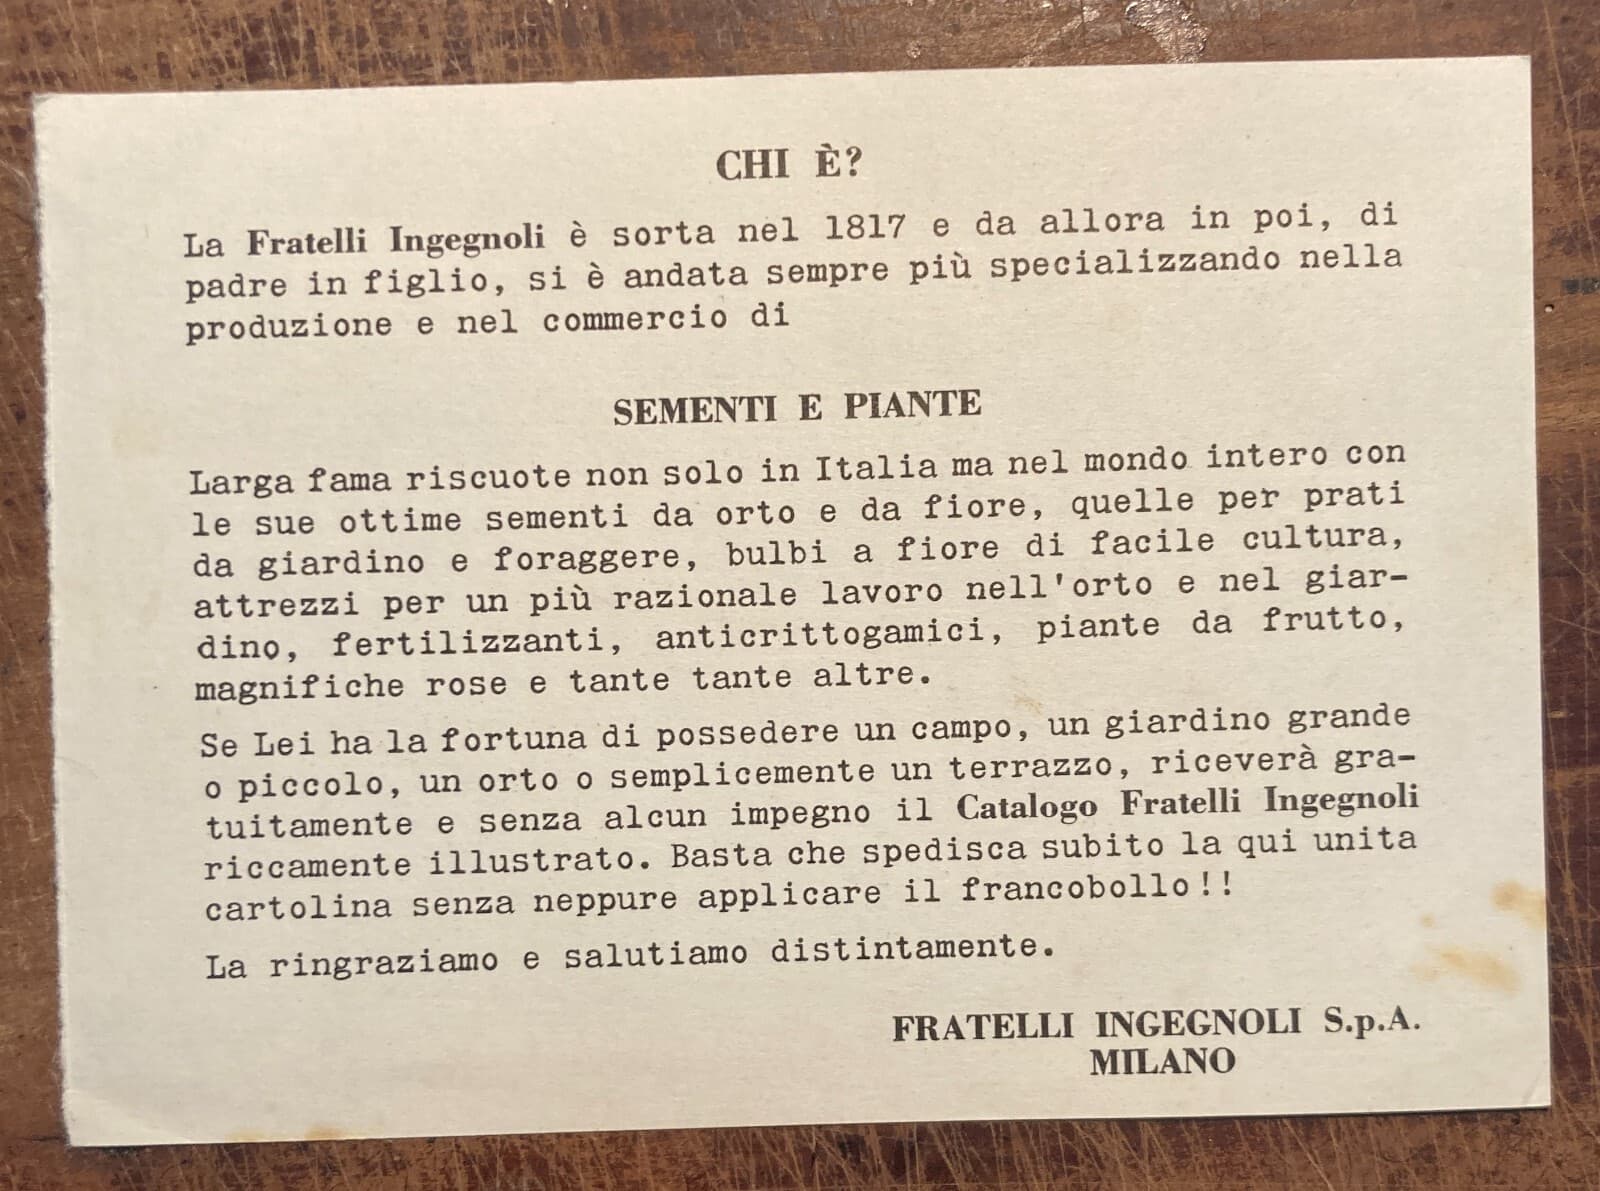 CHI È?
La Fratelli Ingegnoli è sorta nel 1817 e da allora in poi, di
padre in figlio, si è andata sempre più specializzando nella
produzione e nel commercio di
SEMENTI E PIANTE
Larga fama riscuote non solo in Italia ma nel mondo intero con
le sue ottime sementi da orto e da fiore, quelle per prati
da giardino e foraggere, bulbi a fiore di facile cultura,
attrezzi per un più razionale lavoro nell'orto e nel giar-
dino, fertilizzanti, anticrittogamici, piante da frutto,
magnifiche rose e tante tante altre.
Se Lei ha la fortuna di possedere un campo, un giardino grande
o piccolo, un orto o semplicemente un terrazzo, riceverà gra-
tuitamente e senza alcun impegno il Catalogo Fratelli Ingegnoli
riccamente illustrato. Basta che spedisca subito la qui unita
cartolina senza neppure applicare il francobollo!!
La ringraziamo e salutiamo distintamente.
FRATELLI INGEGNOLI S.p.A.
MILANO